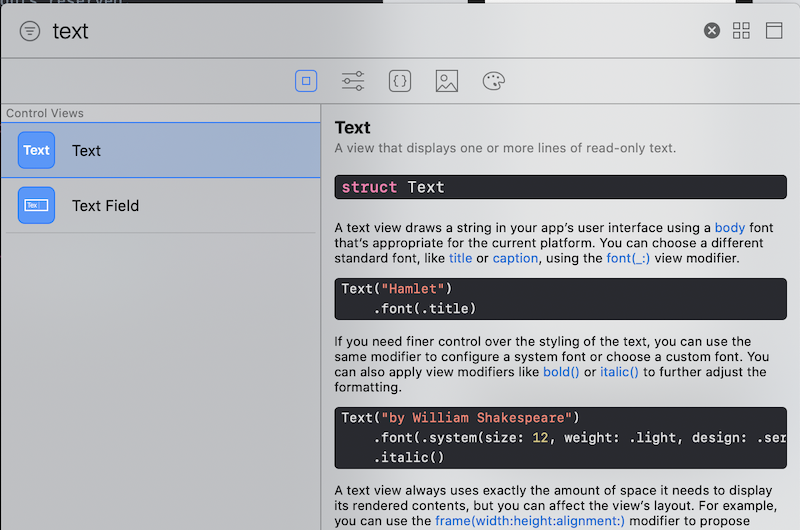 text
Control Views
Text Text
Text Field
Text
A view that displays one or more lines of read-only text.
struct Text
A text view draws a string in your app’s user interface using a body font
that’s appropriate for the current platform. You can choose a different
standard font, like title or caption, using the font(_:) view modifier.
Text("Hamlet")
.font(.title)
If you need finer control over the styling of the text, you can use the
same modifier to configure a system font or choose a custom font. You
can also apply view modifiers like bold() or italic() to further adjust the
formatting.
Text("by William Shakespeare")
.font(.system(size: 12, weight: .light, design: .ser
.italic()
A text view always uses exactly the amount of space it needs to display
its rendered contents, but you can affect the view’s layout. For example,
you can use the frame(width:height:alignment:) modifier to propose